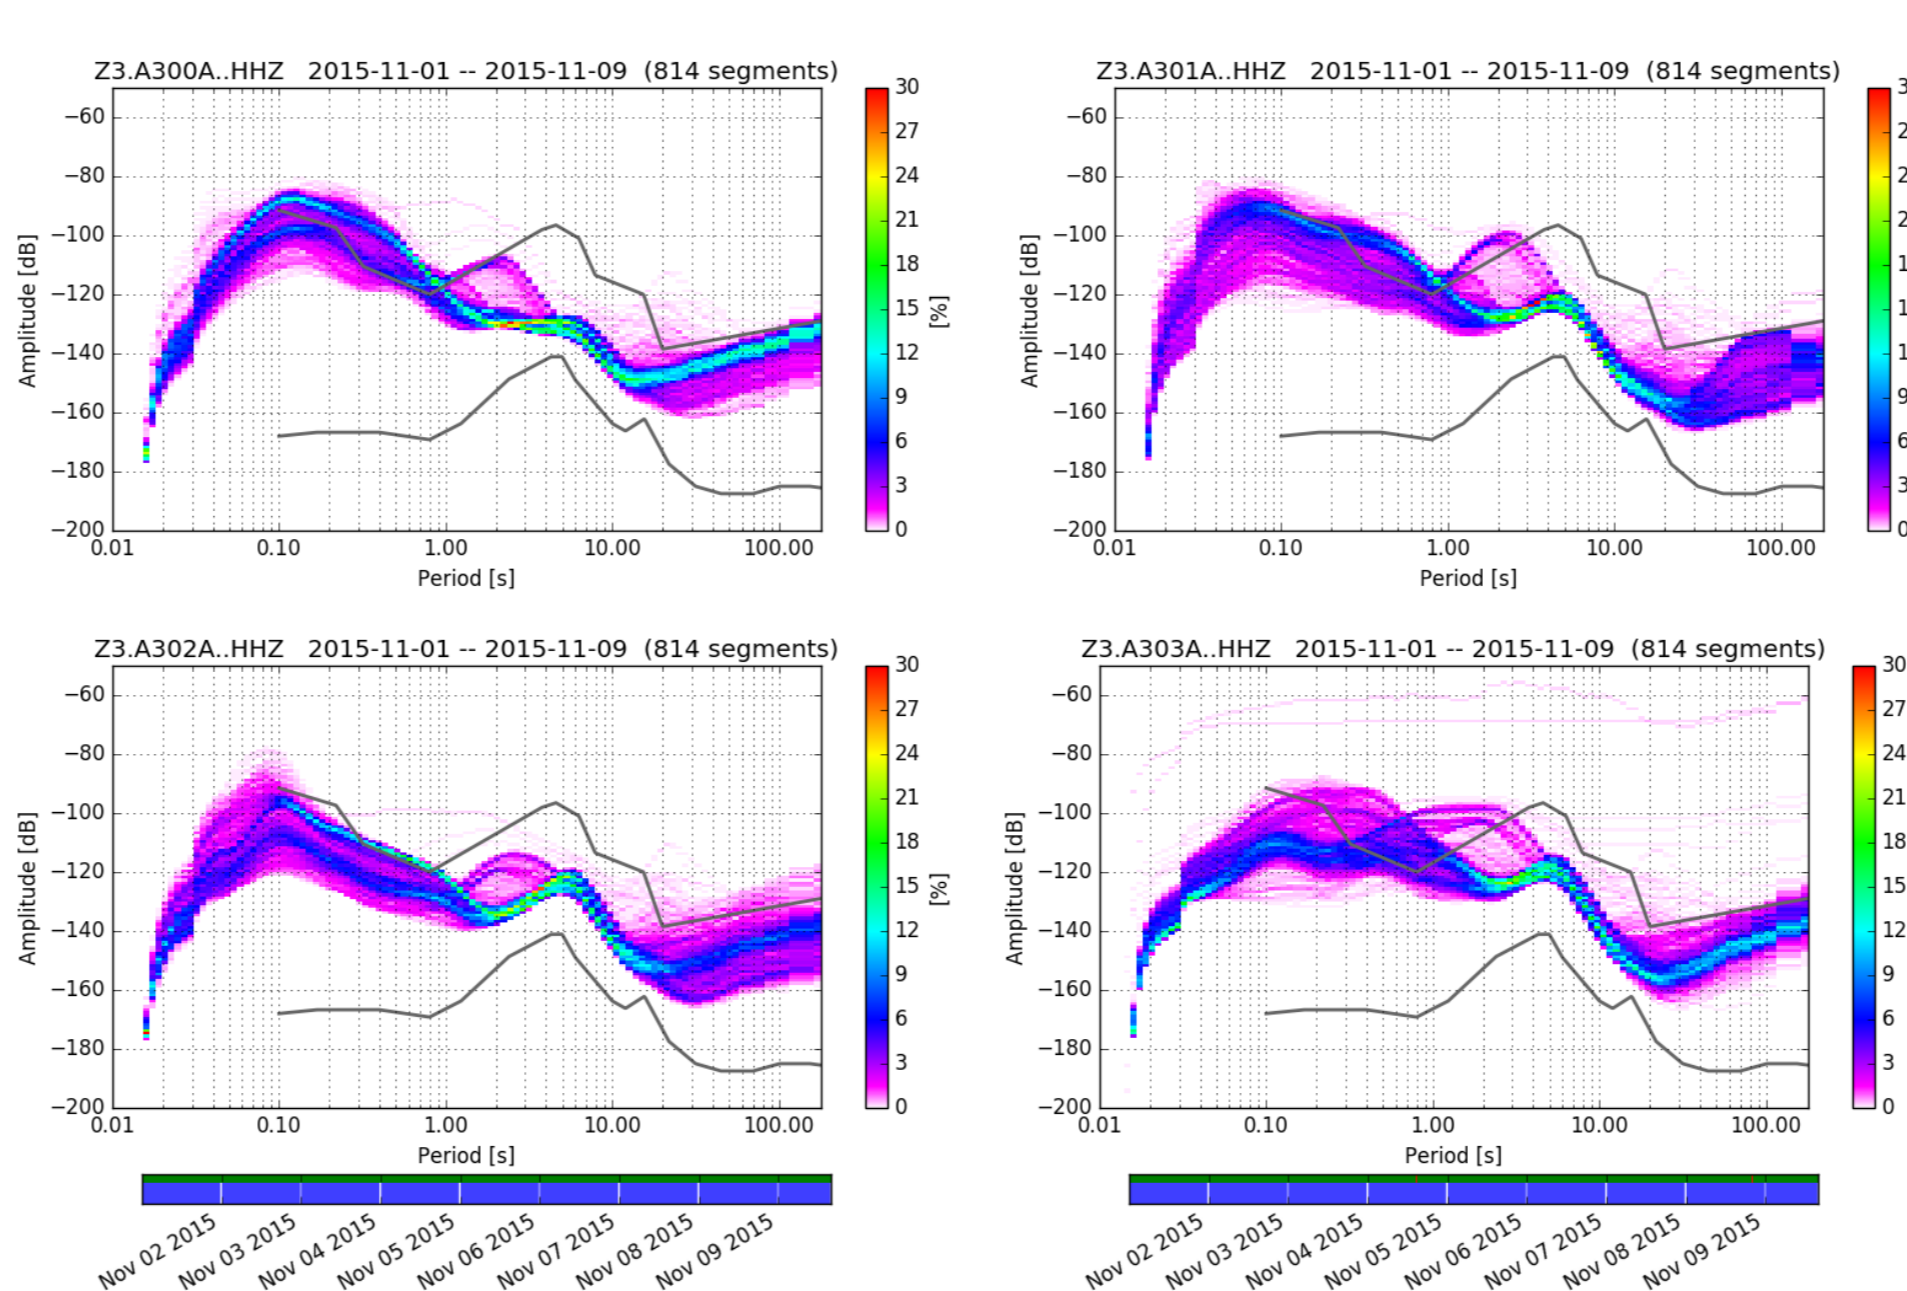 Z3.A300A..HHZ 2015-11-01 -- 2015-11-09 (814 segments)
−60
−80
−100
−120
−140
−160
−180
−200
Amplitude [dB]
0.01 0.10 1.00 10.00 100.00
Period [s]
30
27
24
21
18
15
12
9
6
3
0
[%]
Z3.A301A..HHZ 2015-11-01 -- 2015-11-09 (814 segments)
−60
−80
−100
−120
−140
−160
−180
−200
Amplitude [dB]
0.01 0.10 1.00 10.00 100.00
Period [s]
3
2
2
2
1
1
1
9
6
3
0
Z3.A302A..HHZ 2015-11-01 -- 2015-11-09 (814 segments)
−60
−80
−100
−120
−140
−160
−180
−200
Amplitude [dB]
0.01 0.10 1.00 10.00 100.00
Period [s]
30
27
24
21
18
15
12
9
6
3
0
[%]
Nov 02 2015
Nov 03 2015
Nov 04 2015
Nov 05 2015
Nov 06 2015
Nov 07 2015
Nov 08 2015
Nov 09 2015
Z3.A303A..HHZ 2015-11-01 -- 2015-11-09 (814 segments)
−60
−80
−100
−120
−140
−160
−180
−200
Amplitude [dB]
0.01 0.10 1.00 10.00 100.00
Period [s]
30
27
24
21
18
15
12
9
6
3
0
Nov 02 2015
Nov 03 2015
Nov 04 2015
Nov 05 2015
Nov 06 2015
Nov 07 2015
Nov 08 2015
Nov 09 2015